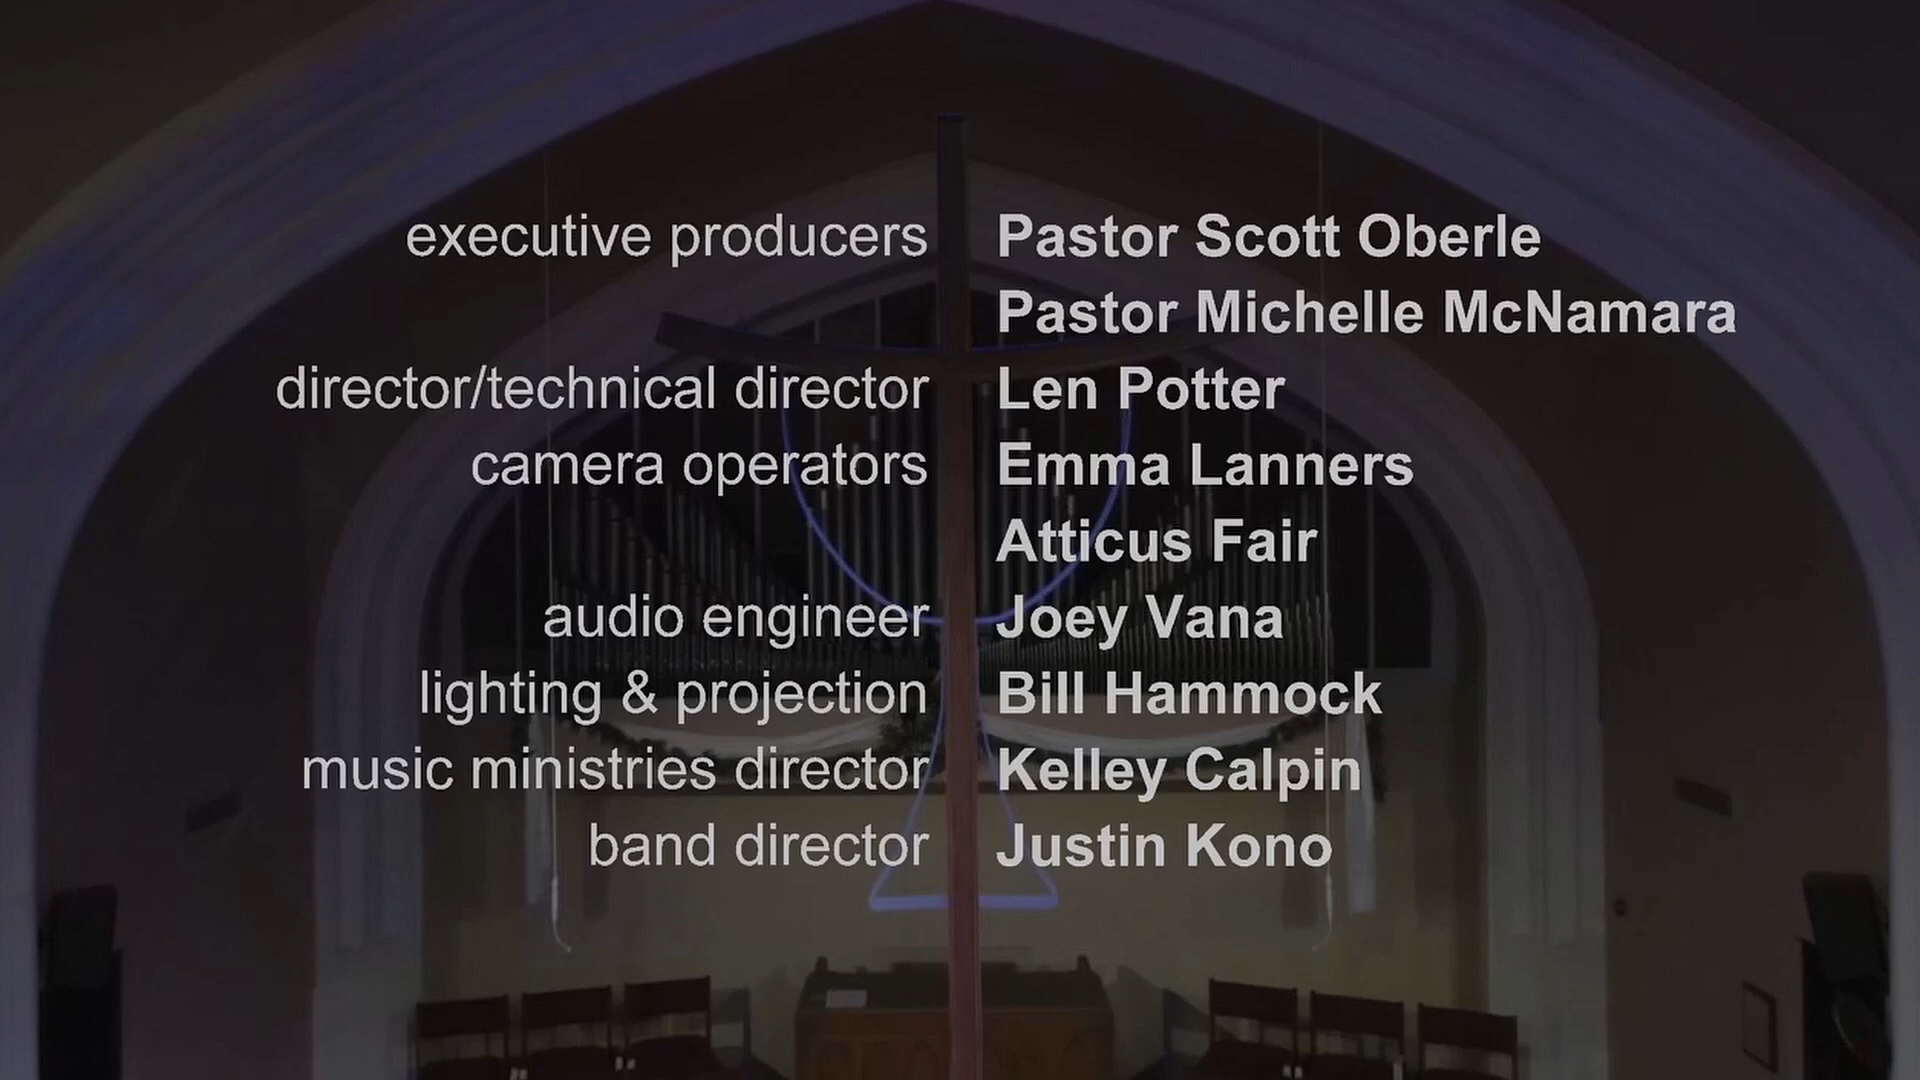 executive producers Pastor Scott Oberle
Pastor Michelle McNamara
director/technical director Len Potter
camera operators Emma Lanners
Atticus Fair
audio engineer Joey Vana
lighting & projection Bill Hammock
music ministries director Kelley Calpin
band director Justin Kono